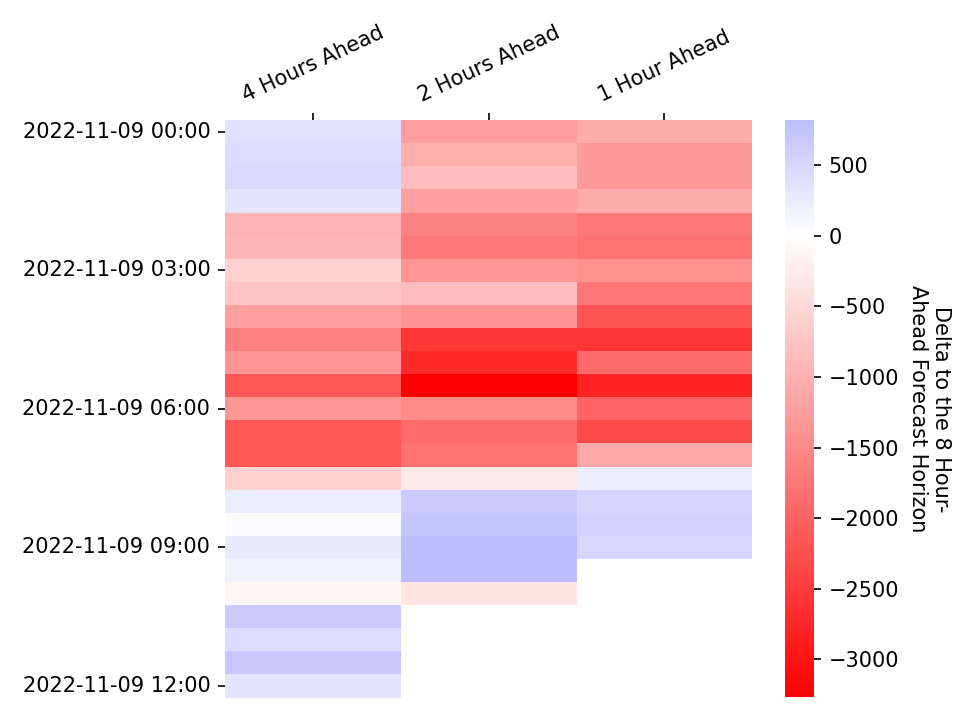 4 Hours Ahead
2 Hours Ahead
1 Hour Ahead
2022-11-09 00:00
2022-11-09 03:00
2022-11-09 06:00
2022-11-09 09:00
2022-11-09 12:00
500
0
−500
−1000
−1500
−2000
−2500
−3000
Delta to the 8 Hour-
Ahead Forecast Horizon